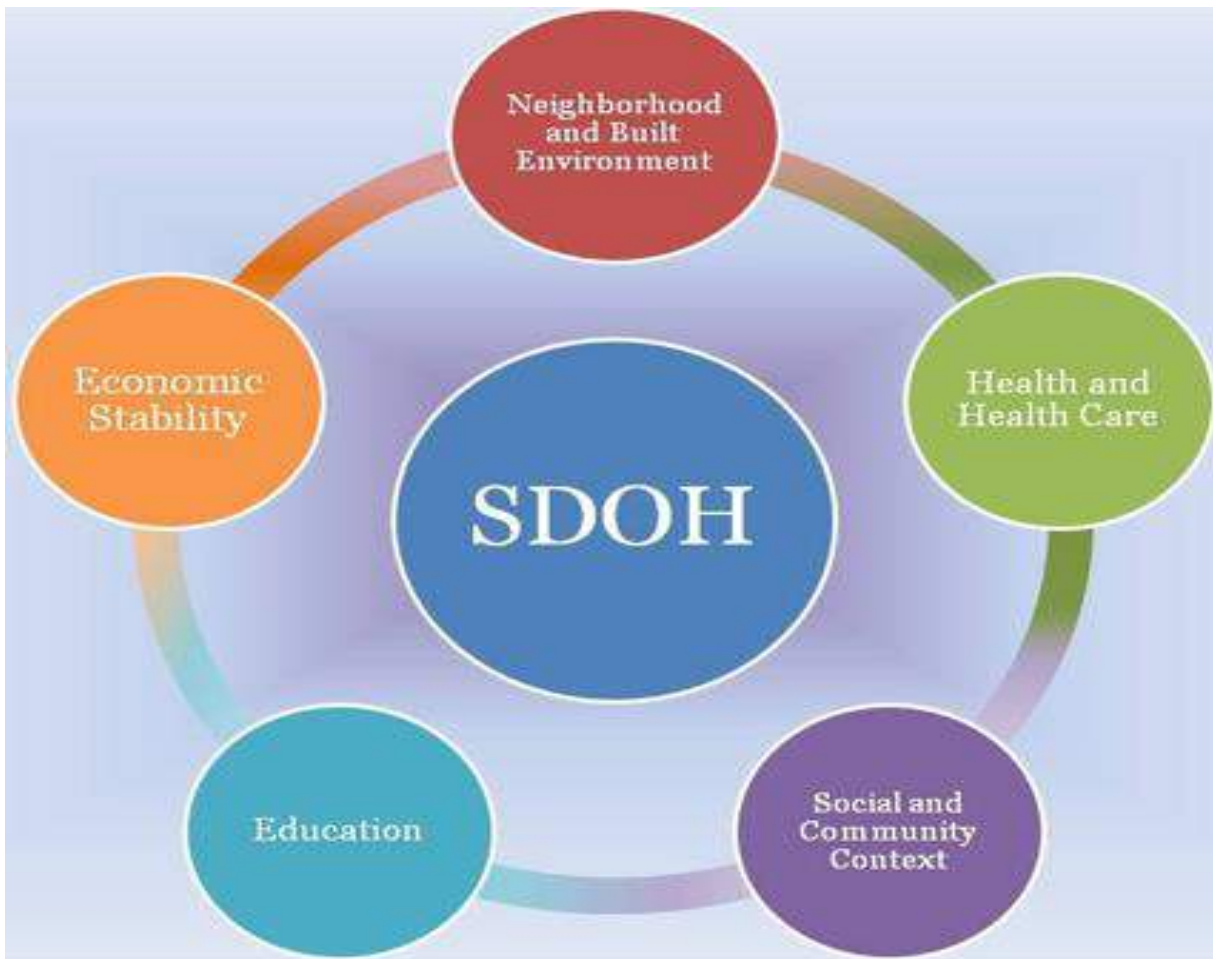 Neighborhood
and Built
Environment
Economic
Stability
Health and
Health Care
SDOH
Education
Social and
Community
Context